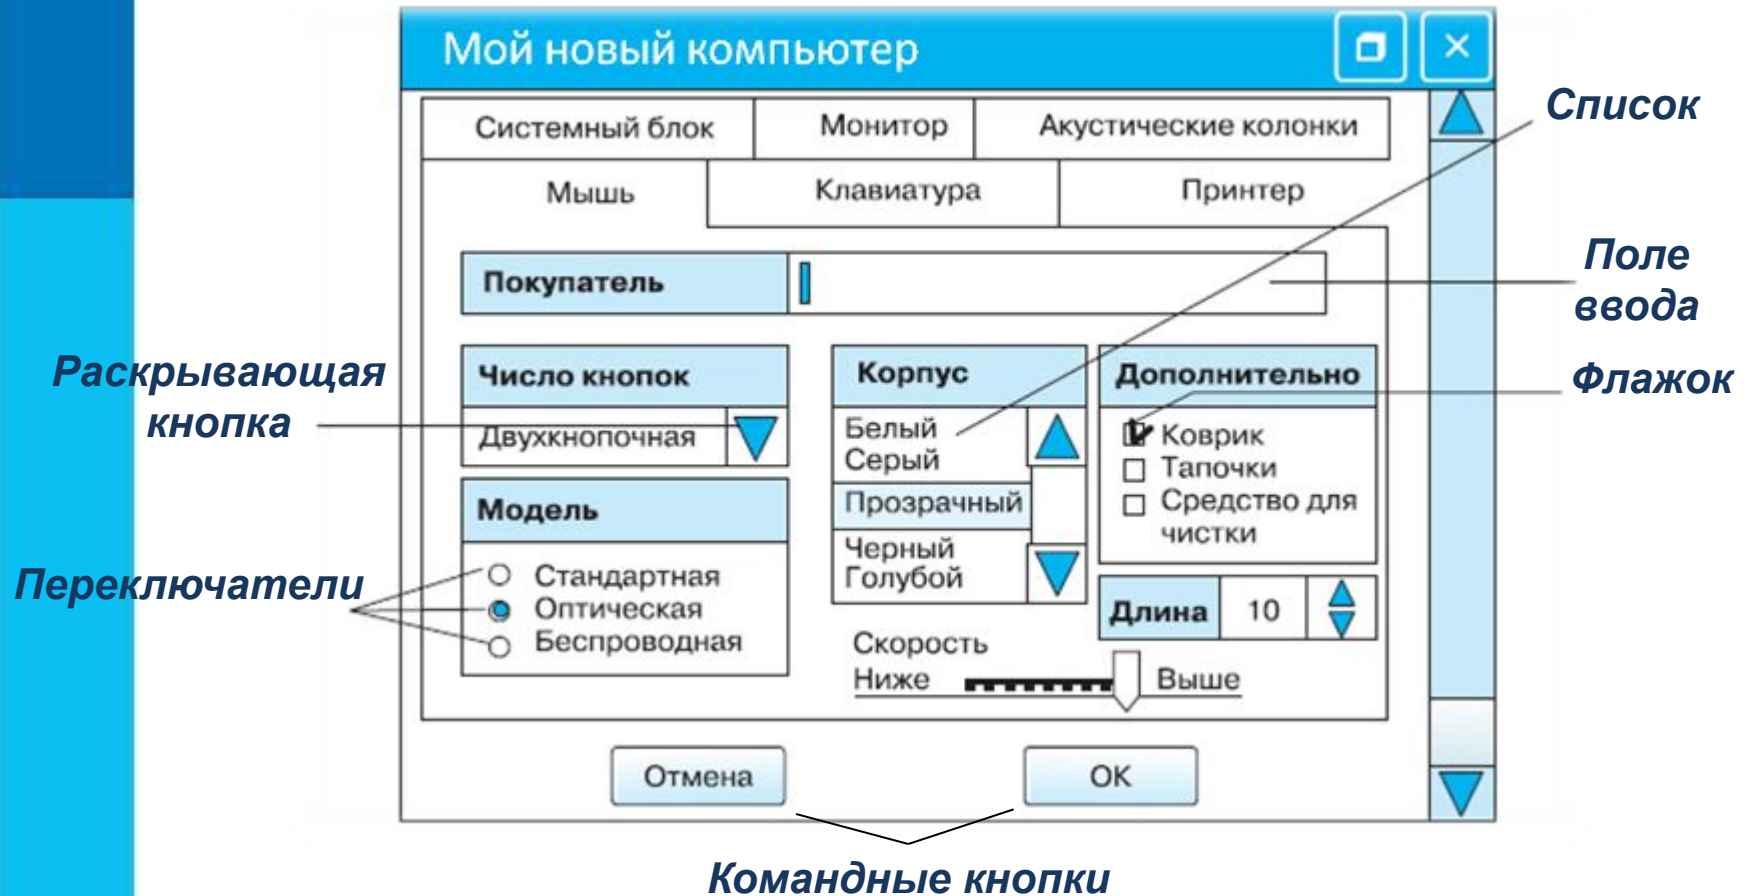 Мой новый компьютер
Список
Системный блок
Монитор
Акустические колонки
Мышь
Клавиатура
Принтер
Покупатель
Поле
ввода
Раскрывающая
кнопка
Число кнопок
Двухкнопочная
Корпус
Белый
Серый
Прозрачный
Черный
Голубой
Дополнительно
Коврик
Тапочки
Средство для
чистки
Флажок
Переключатели
Модель
Стандартная
Оптическая
Беспроводная
Длина
10
Скорость
Ниже
Выше
Отмена
ОК
Командные кнопки